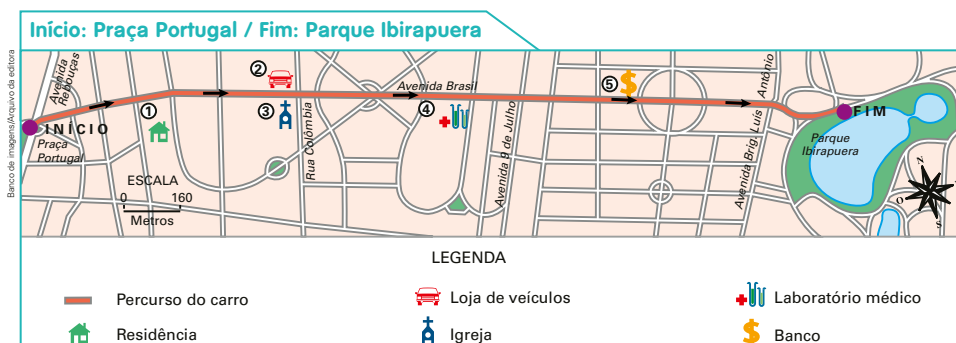 Início: Praça Portugal / Fim: Parque Ibirapuera
Banco de imagens/Arquivo da editora
Avenida
Rebouças
INÍCIO
Praça
Portugal
①
②
③
Rua Colômbia
Avenida Brasil
④
Avenida 9 de Julho
⑤
Avenida Brig. Luís Antônio
FIM
Parque
Ibirapuera
ESCALA
0 160
Metros
N
O
S
LEGENDA
Percurso do carro
Loja de veículos
Laboratório médico
Residência
Igreja
Banco